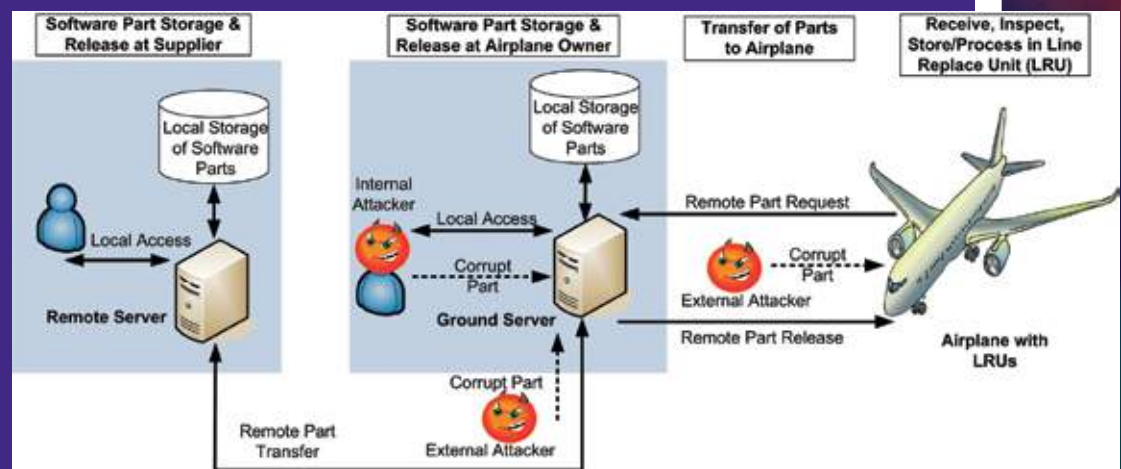 Software Part Storage &
Release at Supplier
Software Part Storage &
Release at Airplane Owner
Transfer of Parts
to Airplane
Receive, Inspect,
Store/Process in Line
Replace Unit (LRU)
Local Storage
of Software
Parts
Local Access
Remote Server
Local Storage
of Software
Parts
Internal
Attacker
Local Access
Corrupt
Part
Ground Server
Remote Part Request
Corrupt
Part
External Attacker
Remote Part Release
Airplane with
LRUs
Corrupt Part
External Attacker
Remote Part
Transfer